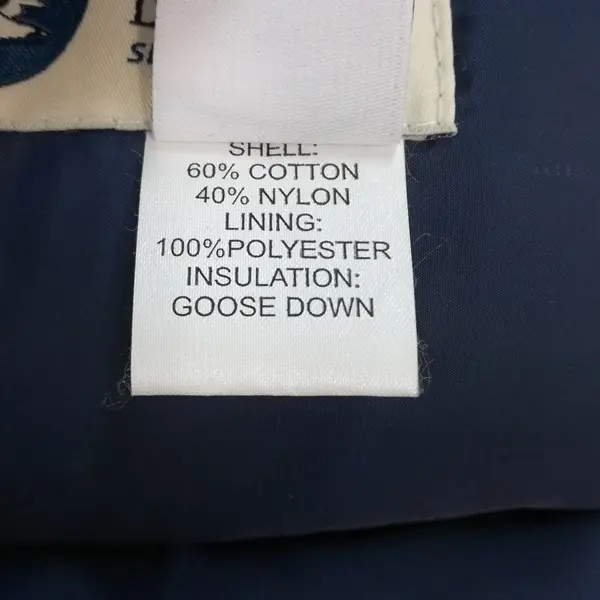 SHELL:
60% COTTON
40% NYLON
LINING:
100%POLYESTER
INSULATION:
GOOSE DOWN